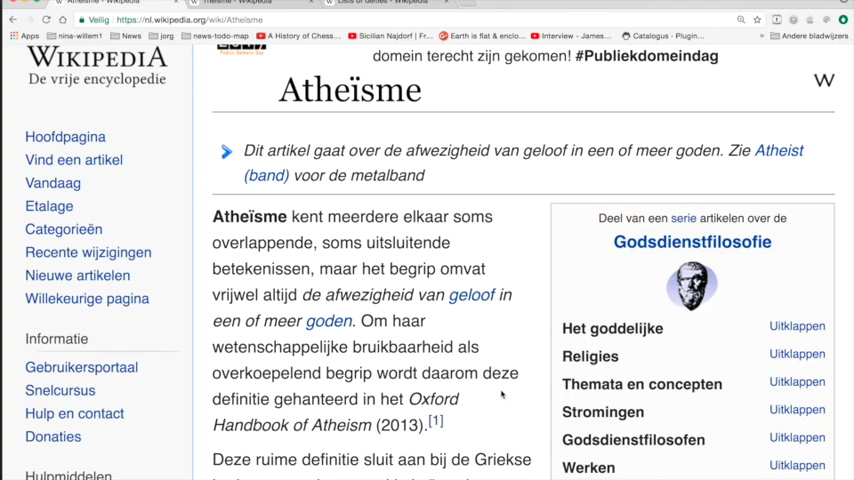 Atheïsme - Wikipedia
Theïsme - Wikipedia
Lists of deities - Wikipedia
Veilig
https://nl.wikipedia.org/wiki/Atheisme
Apps
nina-willem1
News
jorg
news-todo-map
A History of Chess...
Sicilian Najdorf | Fr...
Earth is flat & enclo...
Interview - James...
Catalogus - Plugin...
»
Andere bladwijzers
WIKIPEDIA
De vrije encyclopedie
Hoofdpagina
Vind een artikel
Vandaag
Etalage
Categorieën
Recente wijzigingen
Nieuwe artikelen
Willekeurige pagina
Informatie
Gebruikersportaal
Snelcursus
Hulp en contact
Donaties
Hulpmiddelen
domein terecht zijn gekomen! #Publiekdomeindag
Atheïsme
W
Dit artikel gaat over de afwezigheid van geloof in een of meer goden. Zie Atheist
(band) voor de metalband
Atheïsme kent meerdere elkaar soms
overlappende, soms uitsluitende
betekenissen, maar het begrip omvat
vrijwel altijd de afwezigheid van geloof in
een of meer goden. Om haar
wetenschappelijke bruikbaarheid als
overkoepelend begrip wordt daarom deze
definitie gehanteerd in het Oxford
Handbook of Atheism (2013).[1]
Deze ruime definitie sluit aan bij de Griekse
Deel van een serie artikelen over de
Godsdienstfilosofie
Het goddelijke Uitklappen
Religies Uitklappen
Themata en concepten Uitklappen
Stromingen Uitklappen
Godsdienstfilosofen Uitklappen
Werken Uitklappen